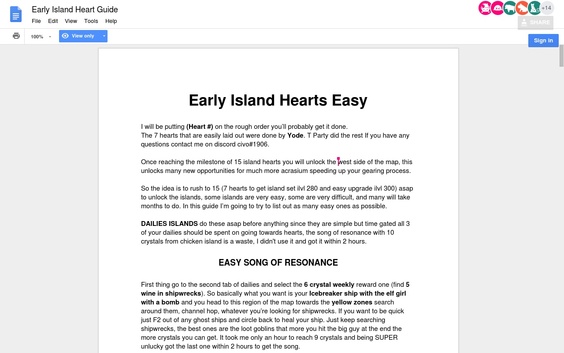 Early Island Heart Guide
File Edit View Tools Help
+14
SHARE
100%
View only
Sign in
Early Island Hearts Easy
I will be putting (Heart #) on the rough order you'll probably get it done.
The 7 hearts that are easily laid out were done by Yode. T Party did the rest If you have any
questions contact me on discord civo#1906.
Once reaching the milestone of 15 island hearts you will unlock the west side of the map, this
unlocks many new opportunities for much more acrasium speeding up your gearing process.
So the idea is to rush to 15 (7 hearts to get island set ilvl 280 and easy upgrade ilvl 300) asap
to unlock the islands, some islands are very easy, some are very difficult, and many will take
months to do. In this guide I'm going to try to list out as many easy ones as possible.
DAILIES ISLANDS do these asap before anything else since they are simple but time gated all 3
of your dailies should be spent on going towards hearts, the song of resonance with 10
crystals from chicken island is a waste, I didn't use it and got it within 2 hours.
EASY SONG OF RESONANCE
First thing go to the second tab of dailies and select the 6 crystal weekly reward one (find 5
wine in shipwrecks). So basically what you want is your Icebreaker ship with the elf girl
with a bomb and you head to this region of the map towards the yellow zones search
around them, channel hop, whatever you're looking for shipwrecks. If you want to be quick
just F2 out of any ghost ships and circle back to heal your ship. Just keep searching
shipwrecks, the best ones are the loot goblins that more you hit the big guy at the end the
more crystals you can get. It took me only an hour to reach 9 crystals and being SUPER
unlucky got the last one within 2 hours to get the song.